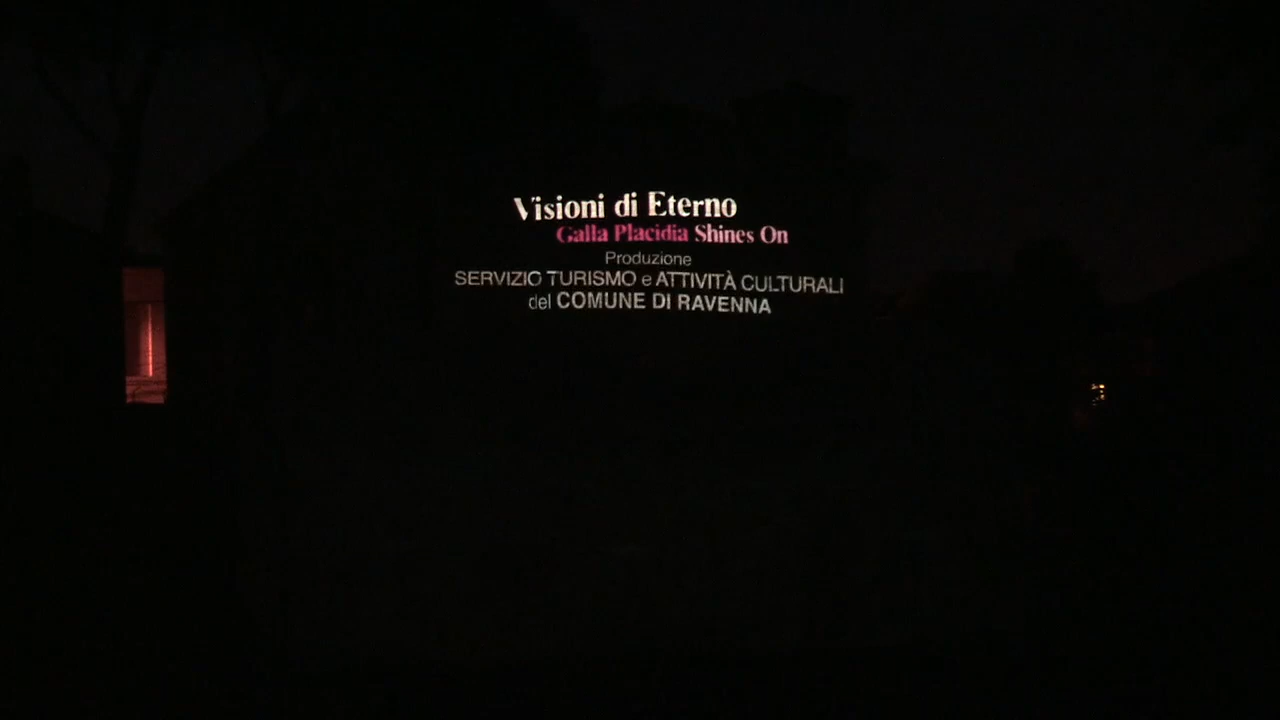 Visioni di Eterno
Galla Placidia Shines On
Produzione
SERVIZIO TURISMO e ATTIVITÀ CULTURALI
del COMUNE DI RAVENNA